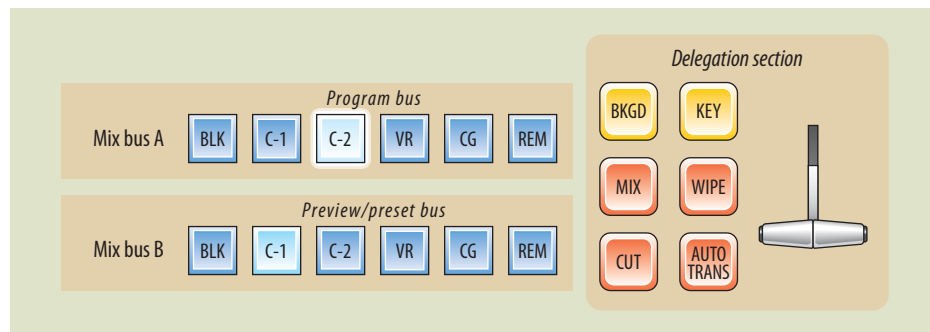 Delegation section
Program bus
Mix bus A
BLK
C-1
C-2
VR
CG
REM
Preview/preset bus
Mix bus B
BLK
C-1
C-2
VR
CG
REM
BKGD
KEY
MIX
WIPE
CUT
AUTO
TRANS